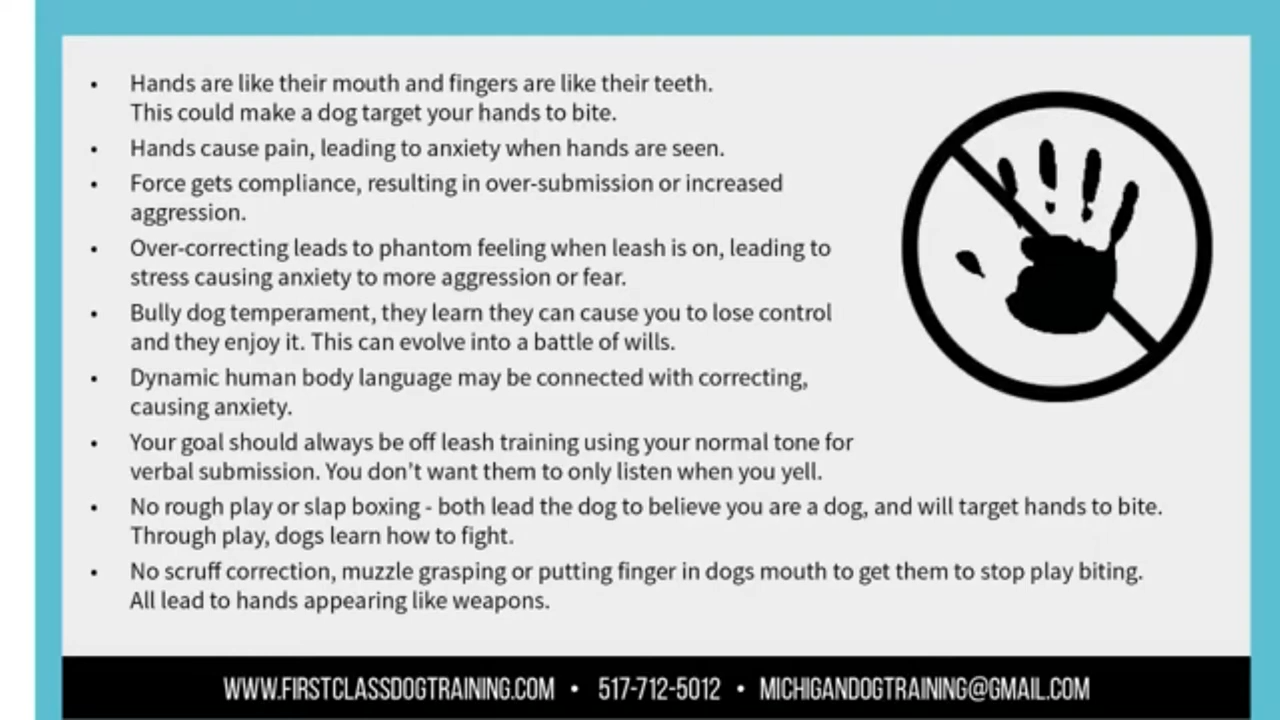 • Hands are like their mouth and fingers are like their teeth.
This could make a dog target your hands to bite.
• Hands cause pain, leading to anxiety when hands are seen.
• Force gets compliance, resulting in over-submission or increased
aggression.
• Over-correcting leads to phantom feeling when leash is on, leading to
stress causing anxiety to more aggression or fear.
• Bully dog temperament, they learn they can cause you to lose control
and they enjoy it. This can evolve into a battle of wills.
• Dynamic human body language may be connected with correcting,
causing anxiety.
• Your goal should always be off leash training using your normal tone for
verbal submission. You don't want them to only listen when you yell.
• No rough play or slap boxing - both lead the dog to believe you are a dog, and will target hands to bite.
Through play, dogs learn how to fight.
• No scruff correction, muzzle grasping or putting finger in dogs mouth to get them to stop play biting.
All lead to hands appearing like weapons.
WWW.FIRSTCLASSDOGTRAINING.COM • 517-712-5012 • MICHIGANDOGTRAINING@GMAIL.COM